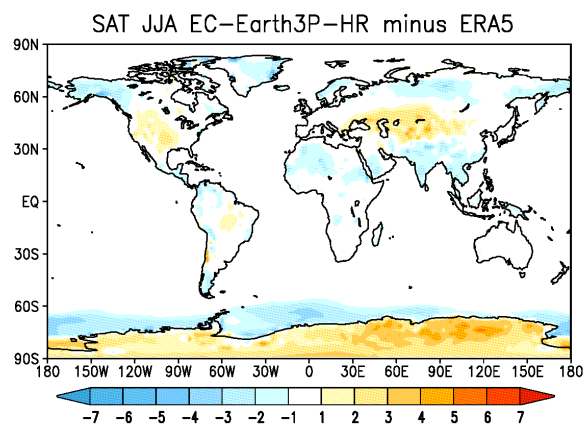 SAT JJA EC-Earth3P-HR minus ERA5
90N
60N
30N
EQ
30S
60S
90S
180 150W 120W 90W 60W 30W 0 30E 60E 90E 120E 150E 180
-7 -6 -5 -4 -3 -2 -1 1 2 3 4 5 6 7